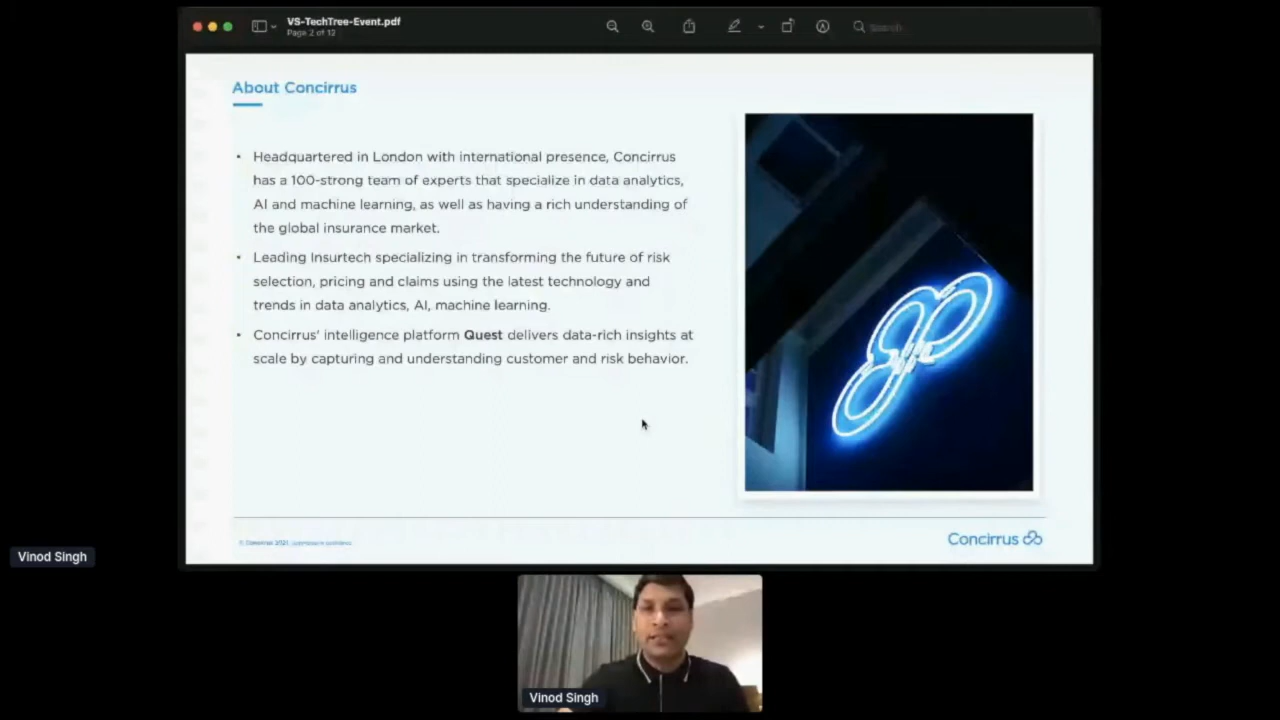 VS-TechTree-Event.pdf
Page 2 of 12
Search
About Concirrus
• Headquartered in London with international presence, Concirrus
has a 100-strong team of experts that specialize in data analytics,
AI and machine learning, as well as having a rich understanding of
the global insurance market.
• Leading Insurtech specializing in transforming the future of risk
selection, pricing and claims using the latest technology and
trends in data analytics, AI, machine learning.
• Concirrus' intelligence platform Quest delivers data-rich insights at
scale by capturing and understanding customer and risk behavior.
© Concirrus 2021
Concirrus
Vinod Singh
Vinod Singh